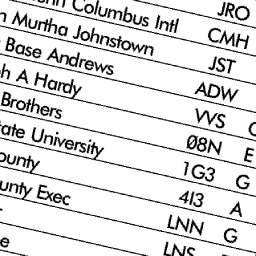 JRO
Columbus Intl CMH
Murtha Johnstown JST
Base Andrews ADW
h A Hardy VVS
Brothers 08N E
ate University 1G3 G
ounty 4I3 A
unty Exec LNN G
e LNS